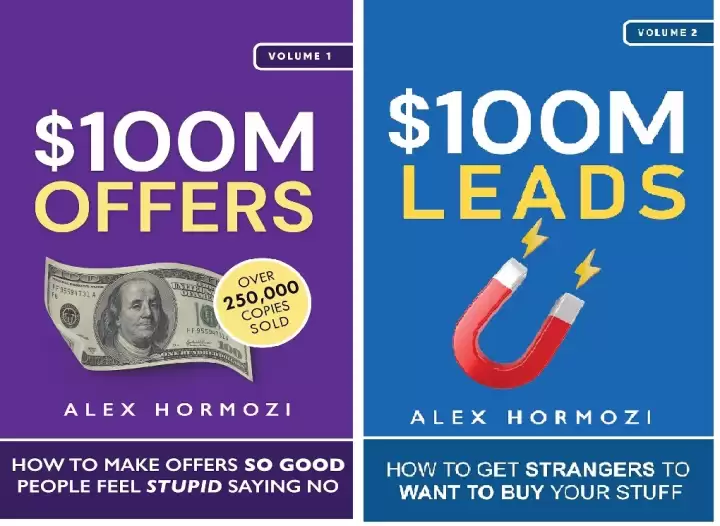 VOLUME 1
$100M
OFFERS
OVER
250,000
COPIES
SOLD
ALEX HORMOZI
HOW TO MAKE OFFERS SO GOOD
PEOPLE FEEL STUPID SAYING NO
VOLUME 2
$100M
LEADS
ALEX HORMOZI
HOW TO GET STRANGERS TO
WANT TO BUY YOUR STUFF